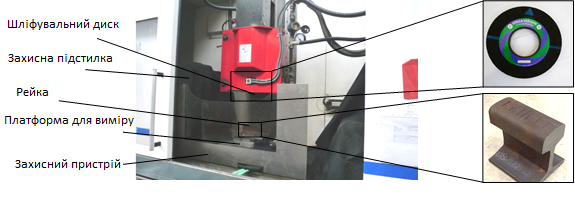 Шліфувальний диск
Захисна підстилка
Рейка
Платформа для виміру
Захисний пристрій